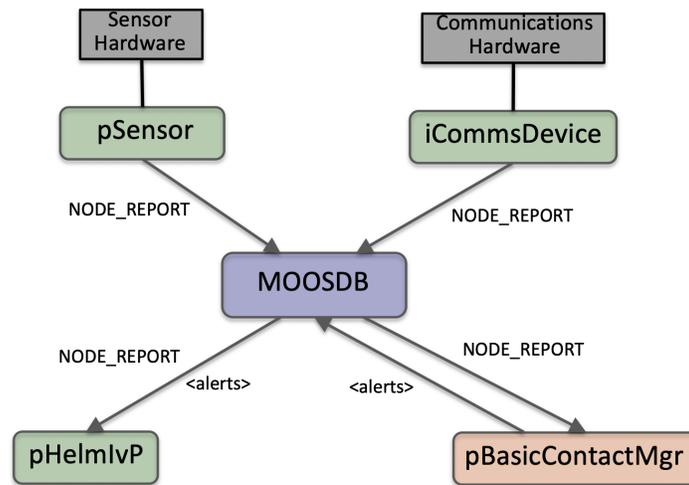 Sensor
Hardware
Communications
Hardware
pSensor
iCommsDevice
NODE_REPORT
NODE_REPORT
MOOSDB
NODE_REPORT
NODE_REPORT
<alerts>
<alerts>
pHelmIvP
pBasicContactMgr